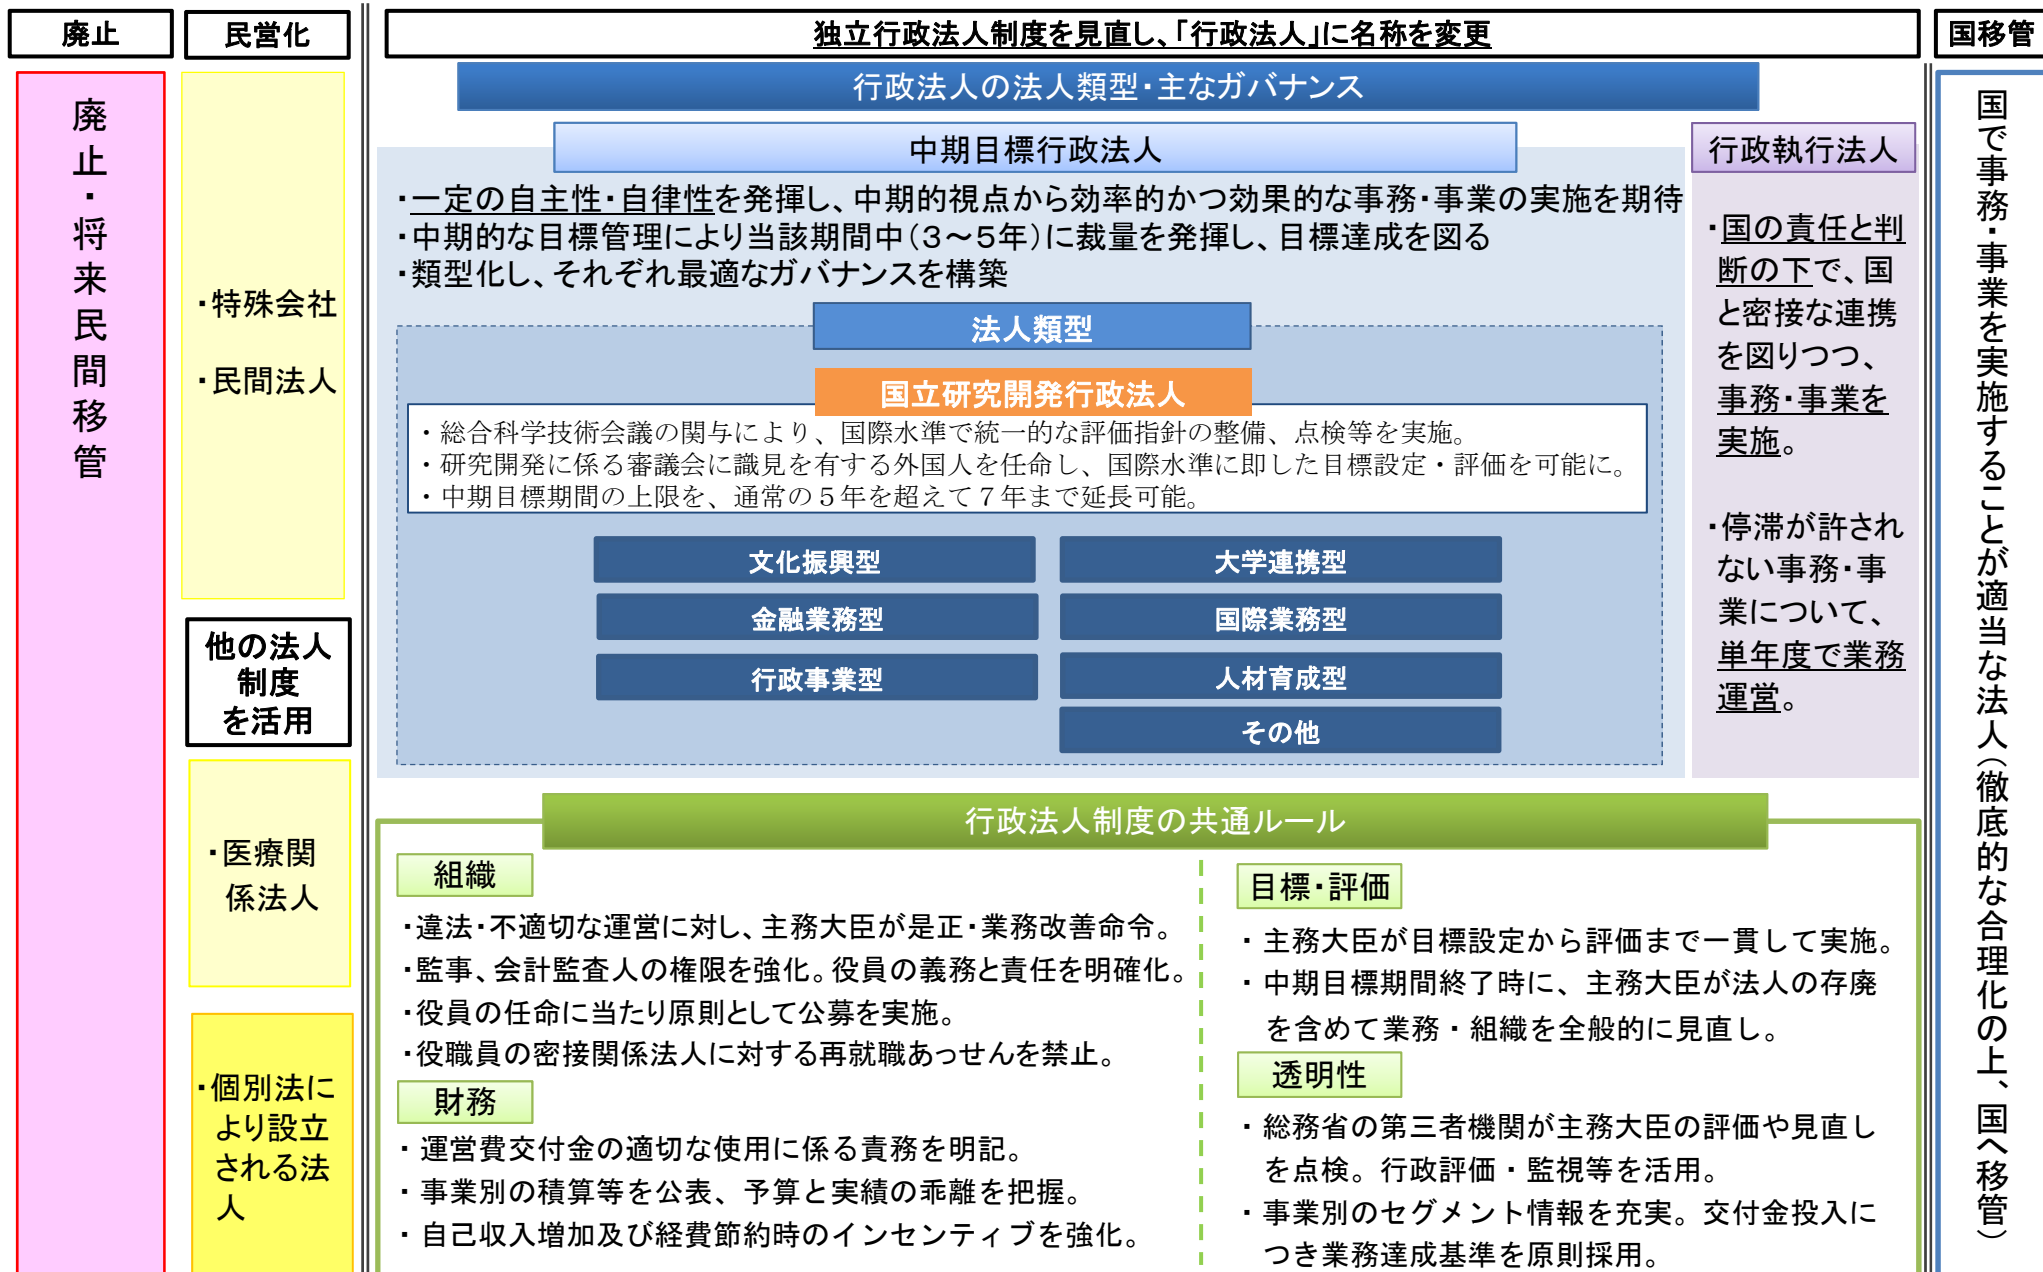 廃止
廃止・将来民間移管
民営化
・特殊会社
・民間法人
他の法人
制度
を活用
・医療関
係法人
・個別法に
より設立
される法
人
独立行政法人制度を見直し、「行政法人」に名称を変更
行政法人の法人類型・主なガバナンス
中期目標行政法人
・一定の自主性・自律性を発揮し、中期的視点から効率的かつ効果的な事務・事業の実施を期待
・中期的な目標管理により当該期間中（３～５年）に裁量を発揮し、目標達成を図る
・類型化し、それぞれ最適なガバナンスを構築
法人類型
国立研究開発行政法人
・総合科学技術会議の関与により、国際水準で統一的な評価指針の整備、点検等を実施。
・研究開発に係る審議会に識見を有する外国人を任命し、国際水準に即した目標設定・評価を可能に。
・中期目標期間の上限を、通常の５年を超えて７年まで延長可能。
文化振興型
大学連携型
金融業務型
国際業務型
行政事業型
人材育成型
その他
行政執行法人
・国の責任と判
断の下で、国
と密接な連携
を図りつつ、
事務・事業を
実施。
・停滞が許され
ない事務・事
業について、
単年度で業務
運営。
行政法人制度の共通ルール
組織
・違法・不適切な運営に対し、主務大臣が是正・業務改善命令。
・監事、会計監査人の権限を強化。役員の義務と責任を明確化。
・役員の任命に当たり原則として公募を実施。
・役職員の密接関係法人に対する再就職あっせんを禁止。
財務
・運営費交付金の適切な使用に係る責務を明記。
・事業別の積算等を公表、予算と実績の乖離を把握。
・自己収入増加及び経費節約時のインセンティブを強化。
目標・評価
・主務大臣が目標設定から評価まで一貫して実施。
・中期目標期間終了時に、主務大臣が法人の存廃
を含めて業務・組織を全般的に見直し。
透明性
・総務省の第三者機関が主務大臣の評価や見直し
を点検。行政評価・監視等を活用。
・事業別のセグメント情報を充実。交付金投入に
つき業務達成基準を原則採用。
国移管
国で事務・事業を実施することが適当な法人（徹底的な合理化の上、国へ移管）